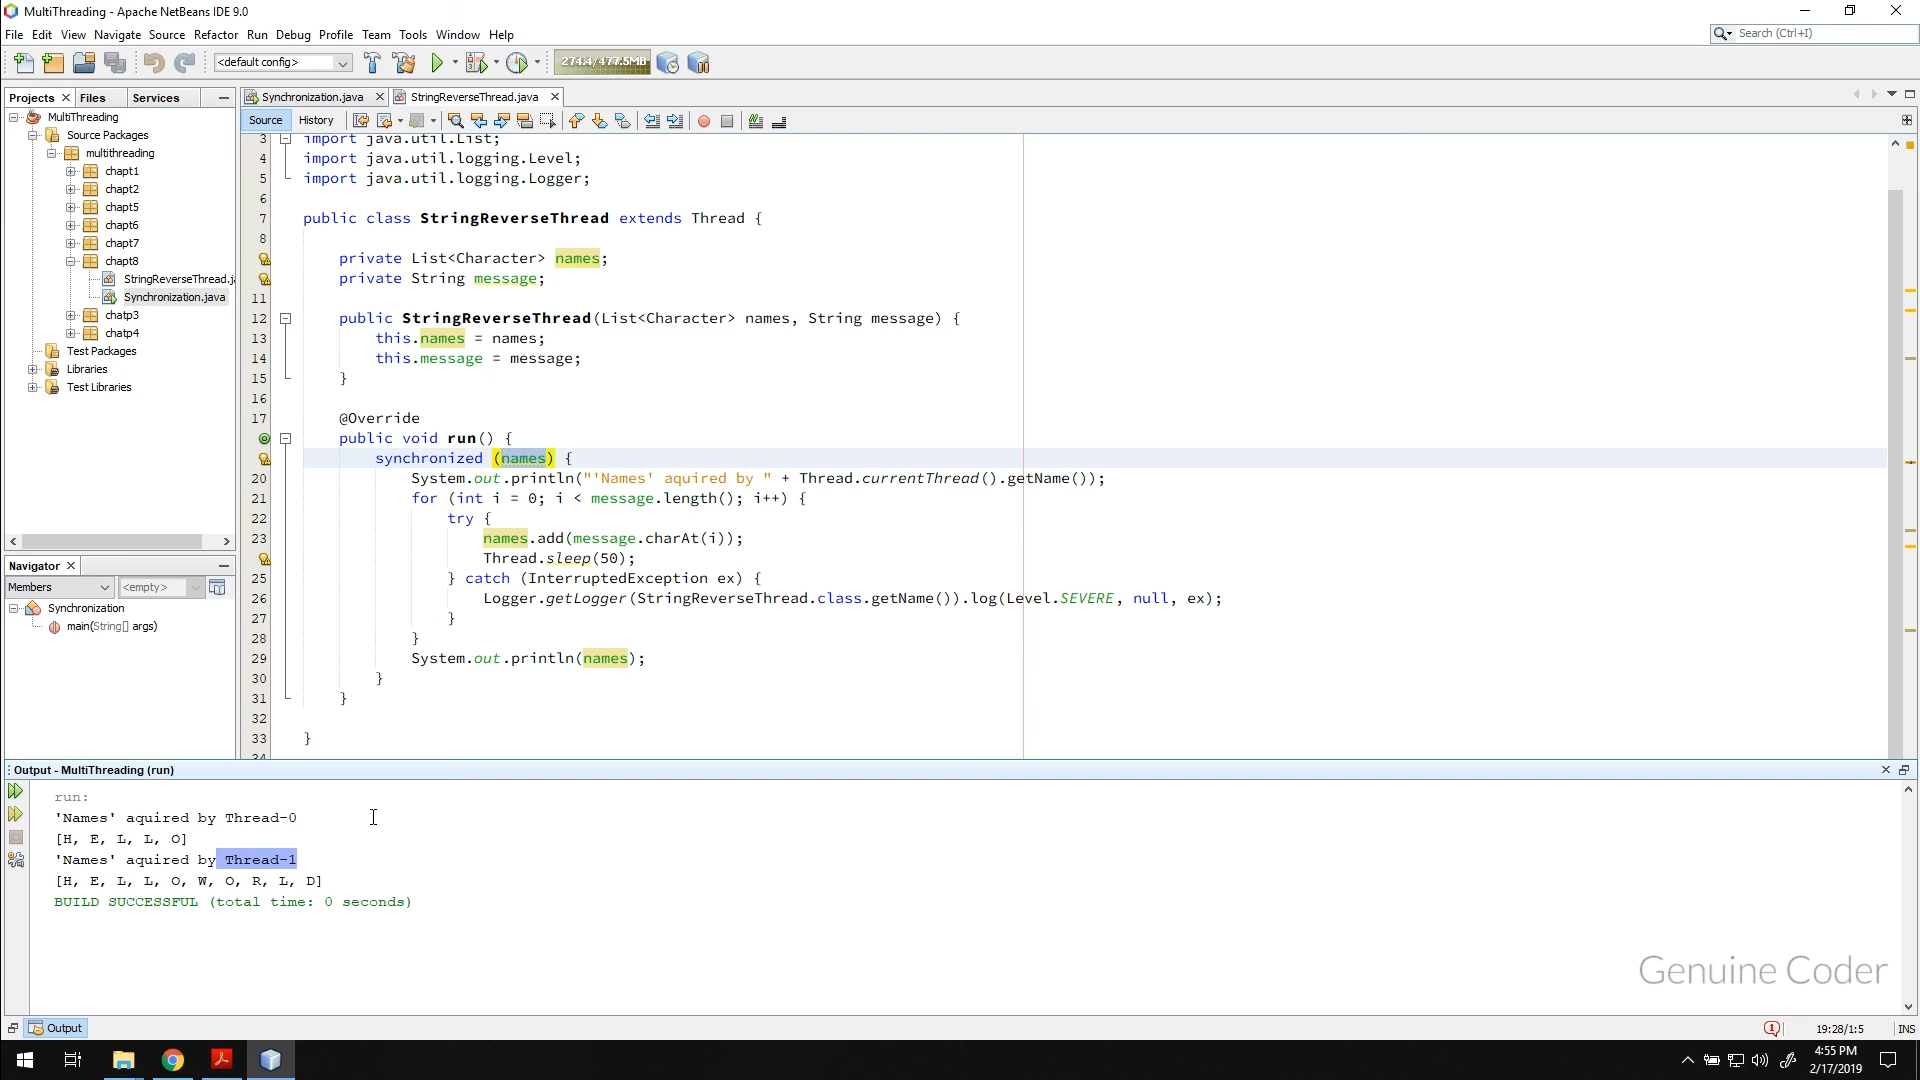 MultiThreading - Apache NetBeans IDE 9.0
File Edit View Navigate Source Refactor Run Debug Profile Team Tools Window Help
Search (Ctrl+I)
<default config>
274.4/477.5MB
Projects Files Services
Synchronization.java StringReverseThread.java
Source History
MultiThreading
Source Packages
multithreading
chapt1
chapt2
chapt5
chapt6
chapt7
chapt8
StringReverseThread.ja
Synchronization.java
chatp3
chatp4
Test Packages
Libraries
Test Libraries
Navigator
Members <empty>
Synchronization
main(String[] args)
3 import java.util.List;
4 import java.util.logging.Level;
5 import java.util.logging.Logger;
6
7 public class StringReverseThread extends Thread {
8
private List<Character> names;
private String message;
11
12 public StringReverseThread(List<Character> names, String message) {
13 this.names = names;
14 this.message = message;
15 }
16
17 @Override
public void run() {
synchronized (names) {
20 System.out.println("'Names' aquired by " + Thread.currentThread().getName());
21 for (int i = 0; i < message.length(); i++) {
22 try {
23 names.add(message.charAt(i));
Thread.sleep(50);
25 } catch (InterruptedException ex) {
26 Logger.getLogger(StringReverseThread.class.getName()).log(Level.SEVERE, null, ex);
27 }
28 }
29 System.out.println(names);
30 }
31 }
32
33 }
34
Output - MultiThreading (run)
run:
'Names' aquired by Thread-0
[H, E, L, L, O]
'Names' aquired by Thread-1
[H, E, L, L, O, W, O, R, L, D]
BUILD SUCCESSFUL (total time: 0 seconds)
Genuine Coder
Output
1 19:28/1:5 INS
4:55 PM
2/17/2019